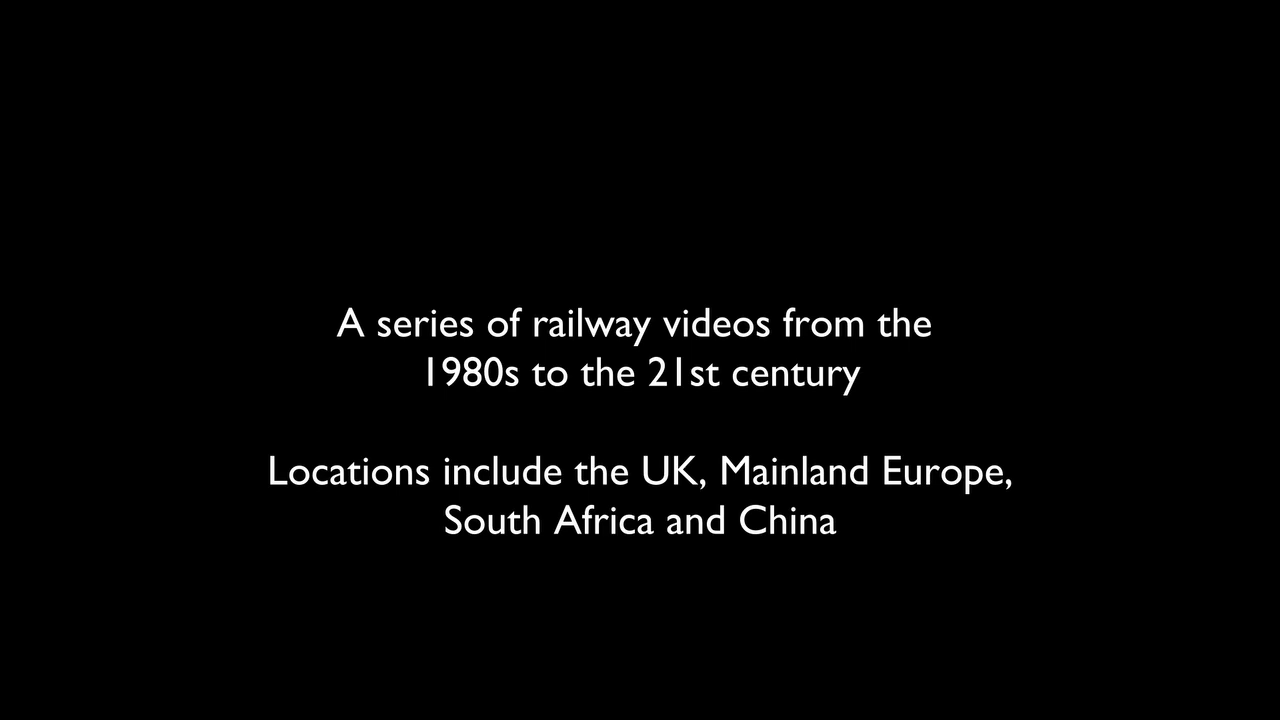 A series of railway videos from the
1980s to the 21st century
Locations include the UK, Mainland Europe,
South Africa and China